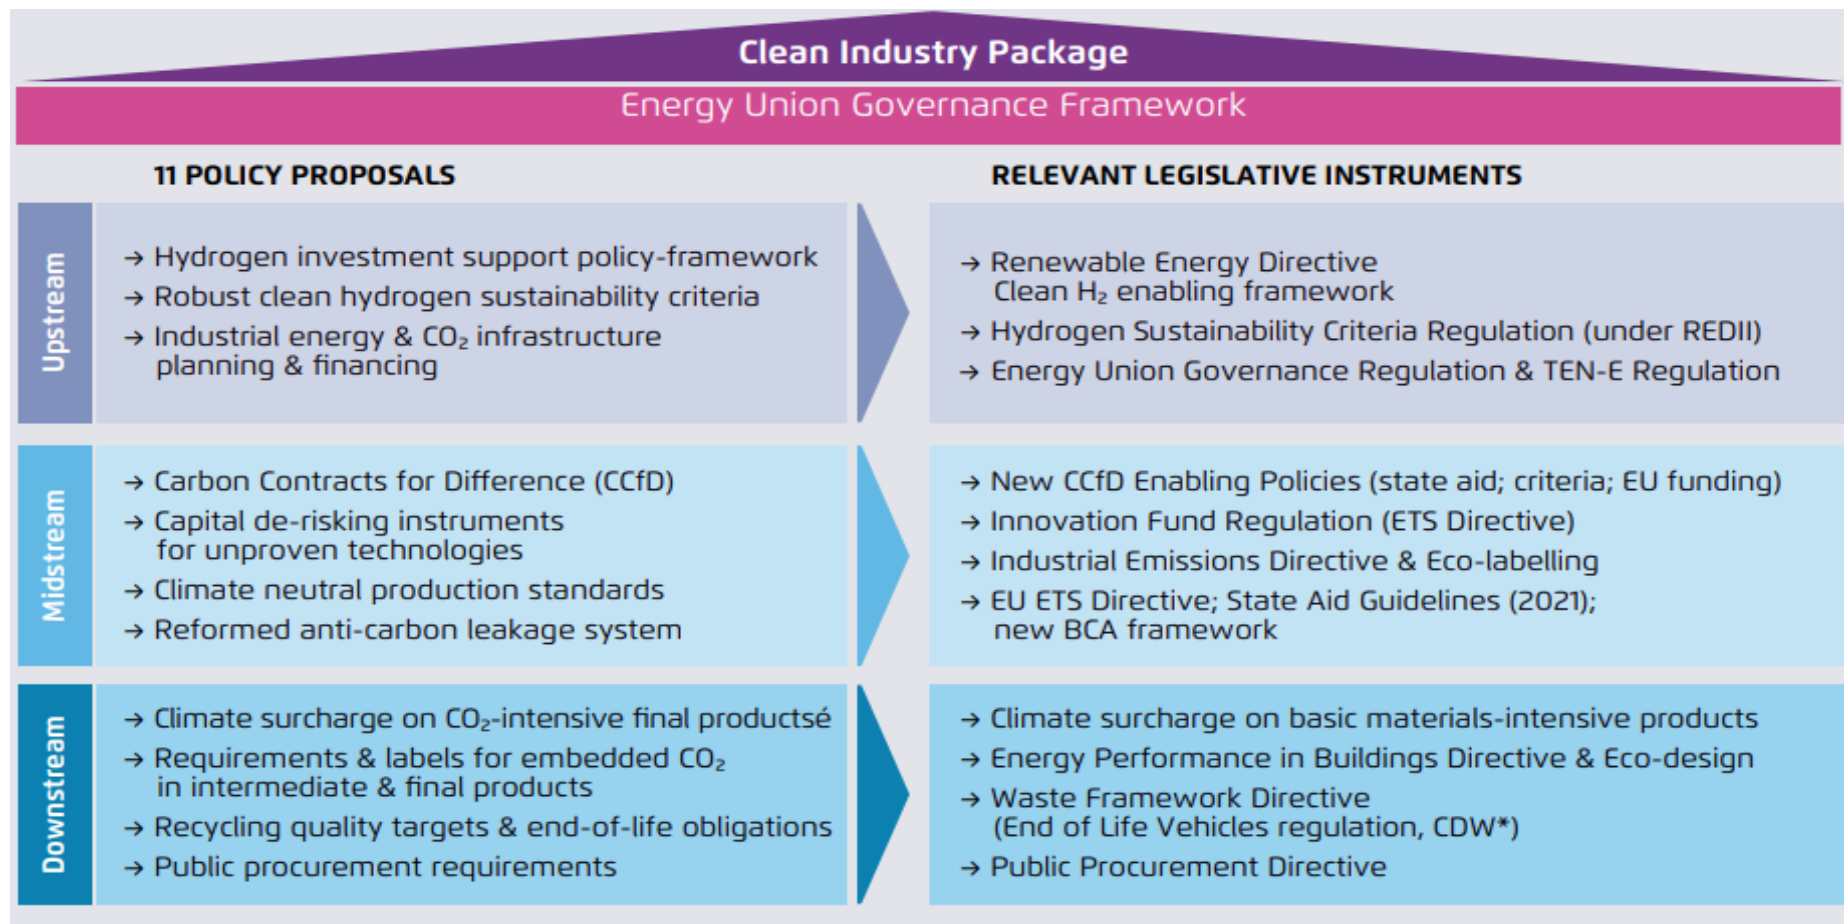 Clean Industry Package
Energy Union Governance Framework
11 POLICY PROPOSALS
RELEVANT LEGISLATIVE INSTRUMENTS
Upstream
→ Hydrogen investment support policy-framework
→ Robust clean hydrogen sustainability criteria
→ Industrial energy & CO₂ infrastructure
planning & financing
→ Renewable Energy Directive
Clean H₂ enabling framework
→ Hydrogen Sustainability Criteria Regulation (under REDII)
→ Energy Union Governance Regulation & TEN-E Regulation
Midstream
→ Carbon Contracts for Difference (CCfD)
→ Capital de-risking instruments
for unproven technologies
→ Climate neutral production standards
→ Reformed anti-carbon leakage system
→ New CCfD Enabling Policies (state aid; criteria; EU funding)
→ Innovation Fund Regulation (ETS Directive)
→ Industrial Emissions Directive & Eco-labelling
→ EU ETS Directive; State Aid Guidelines (2021);
new BCA framework
Downstream
→ Climate surcharge on CO₂-intensive final productsé
→ Requirements & labels for embedded CO₂
in intermediate & final products
→ Recycling quality targets & end-of-life obligations
→ Public procurement requirements
→ Climate surcharge on basic materials-intensive products
→ Energy Performance in Buildings Directive & Eco-design
→ Waste Framework Directive
(End of Life Vehicles regulation, CDW*)
→ Public Procurement Directive